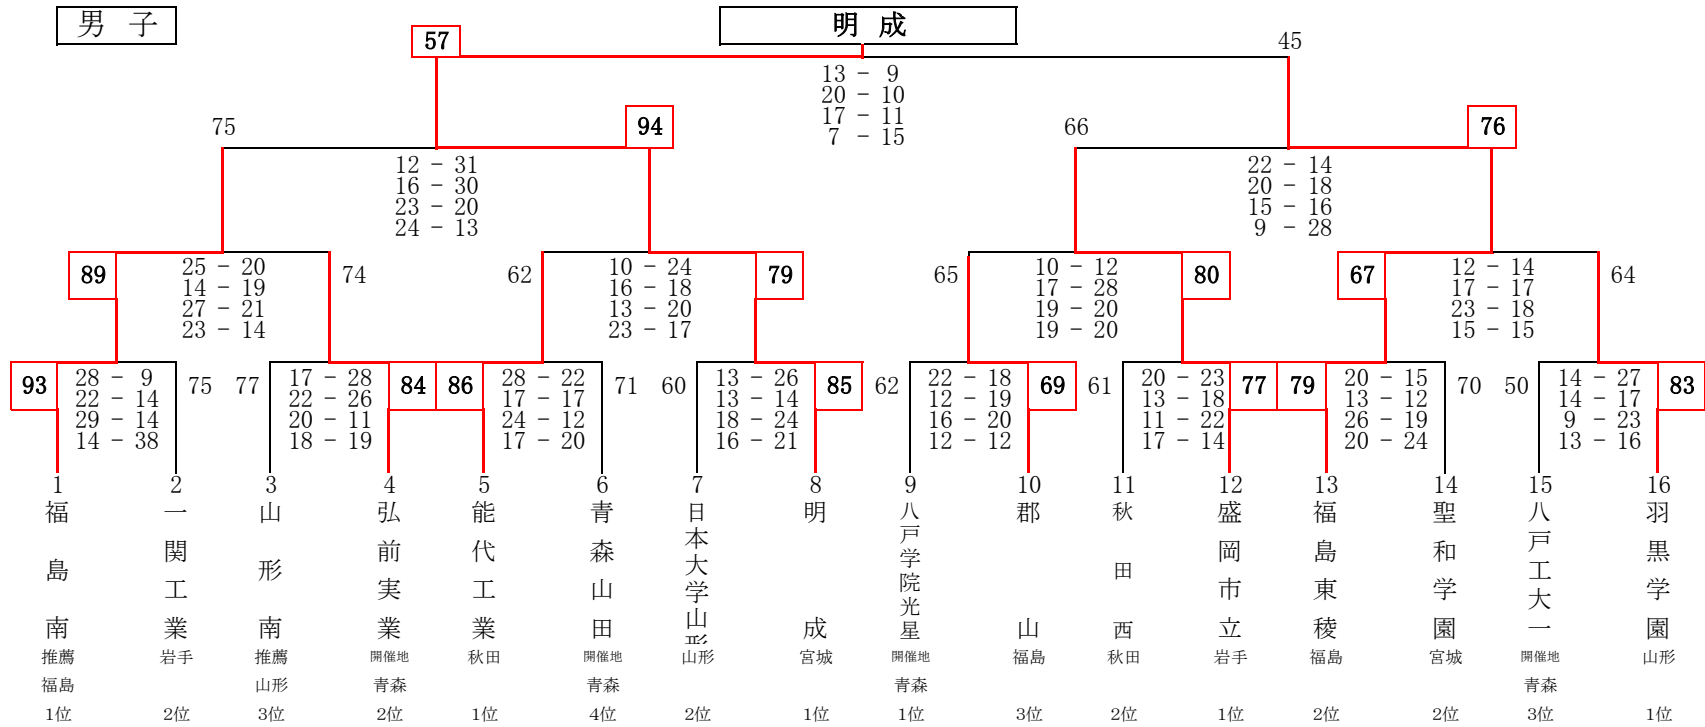 男 子
明 成
57
45
13 - 9
20 - 10
17 - 11
7 - 15
75
94
66
76
12 - 31
16 - 30
23 - 20
24 - 13
22 - 14
20 - 18
15 - 16
9 - 28
89
25 - 20
14 - 19
27 - 21
23 - 14
74
62
10 - 24
16 - 18
13 - 20
23 - 17
79
65
10 - 12
17 - 28
19 - 20
19 - 20
80
67
12 - 14
17 - 17
23 - 18
15 - 15
64
93
28 - 9
22 - 14
29 - 14
14 - 38
75
77
17 - 28
22 - 26
20 - 11
18 - 19
84
86
28 - 22
17 - 17
24 - 12
17 - 20
71
60
13 - 26
13 - 14
18 - 24
16 - 21
85
62
22 - 18
12 - 19
16 - 20
12 - 12
69
61
20 - 23
13 - 18
11 - 22
17 - 14
77
79
20 - 15
13 - 12
26 - 19
20 - 24
70
50
14 - 27
14 - 17
9 - 23
13 - 16
83
1
福島南
推薦
福島
1位
2
一関工業
岩手
2位
3
山形南
推薦
山形
3位
4
弘前実業
開催地
青森
2位
5
能代工業
秋田
1位
6
青森山田
開催地
青森
4位
7
日本大学山形
山形
2位
8
明成
宮城
1位
9
八戸学院光星
開催地
青森
1位
10
郡山
福島
3位
11
秋田西
秋田
2位
12
盛岡市立
岩手
1位
13
福島東稜
福島
2位
14
聖和学園
宮城
2位
15
八戸工大一
開催地
青森
3位
16
羽黒学園
山形
1位